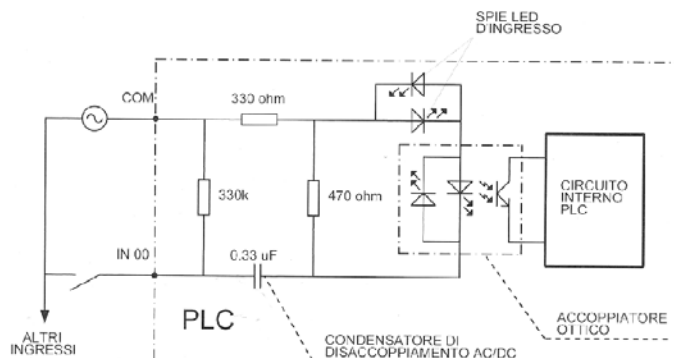 SPIE LED
D'INGRESSO
COM
330 ohm
330k
470 ohm
CIRCUITO
INTERNO
PLC
IN 00
0.33 uF
PLC
ACCOPPIATORE
OTTICO
ALTRI
INGRESSI
CONDENSATORE DI
DISACCOPPIAMENTO AC/DC